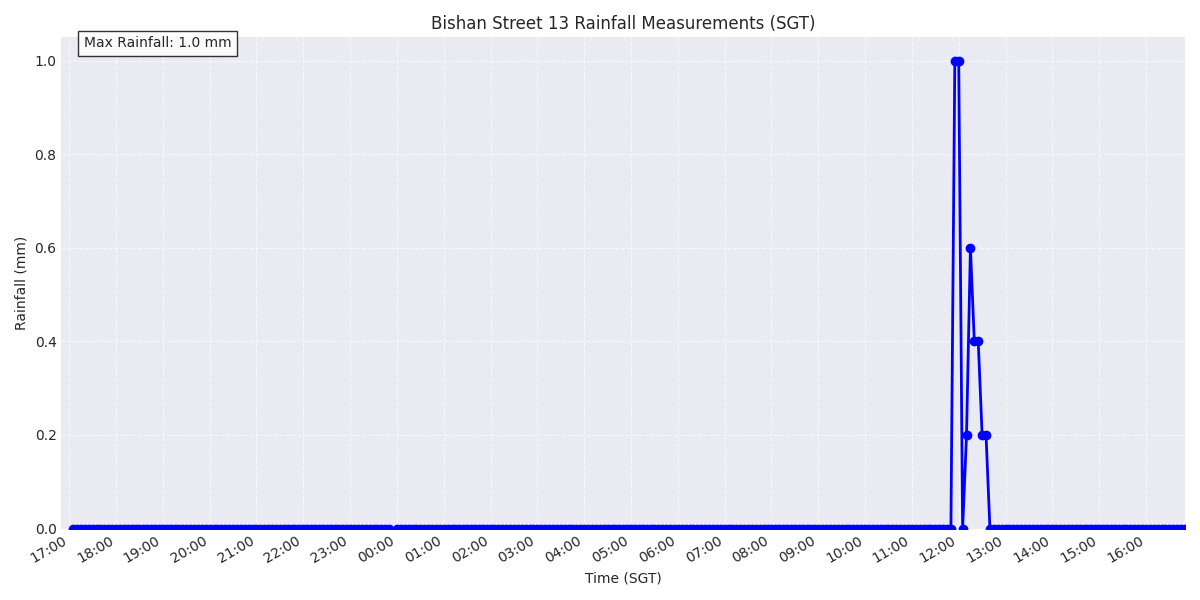 Bishan Street 13 Rainfall Measurements (SGT)
Max Rainfall: 1.0 mm
1.0
0.8
0.6
0.4
0.2
0.0
Rainfall (mm)
17:00 18:00 19:00 20:00 21:00 22:00 23:00 00:00 01:00 02:00 03:00 04:00 05:00 06:00 07:00 08:00 09:00 10:00 11:00 12:00 13:00 14:00 15:00 16:00
Time (SGT)